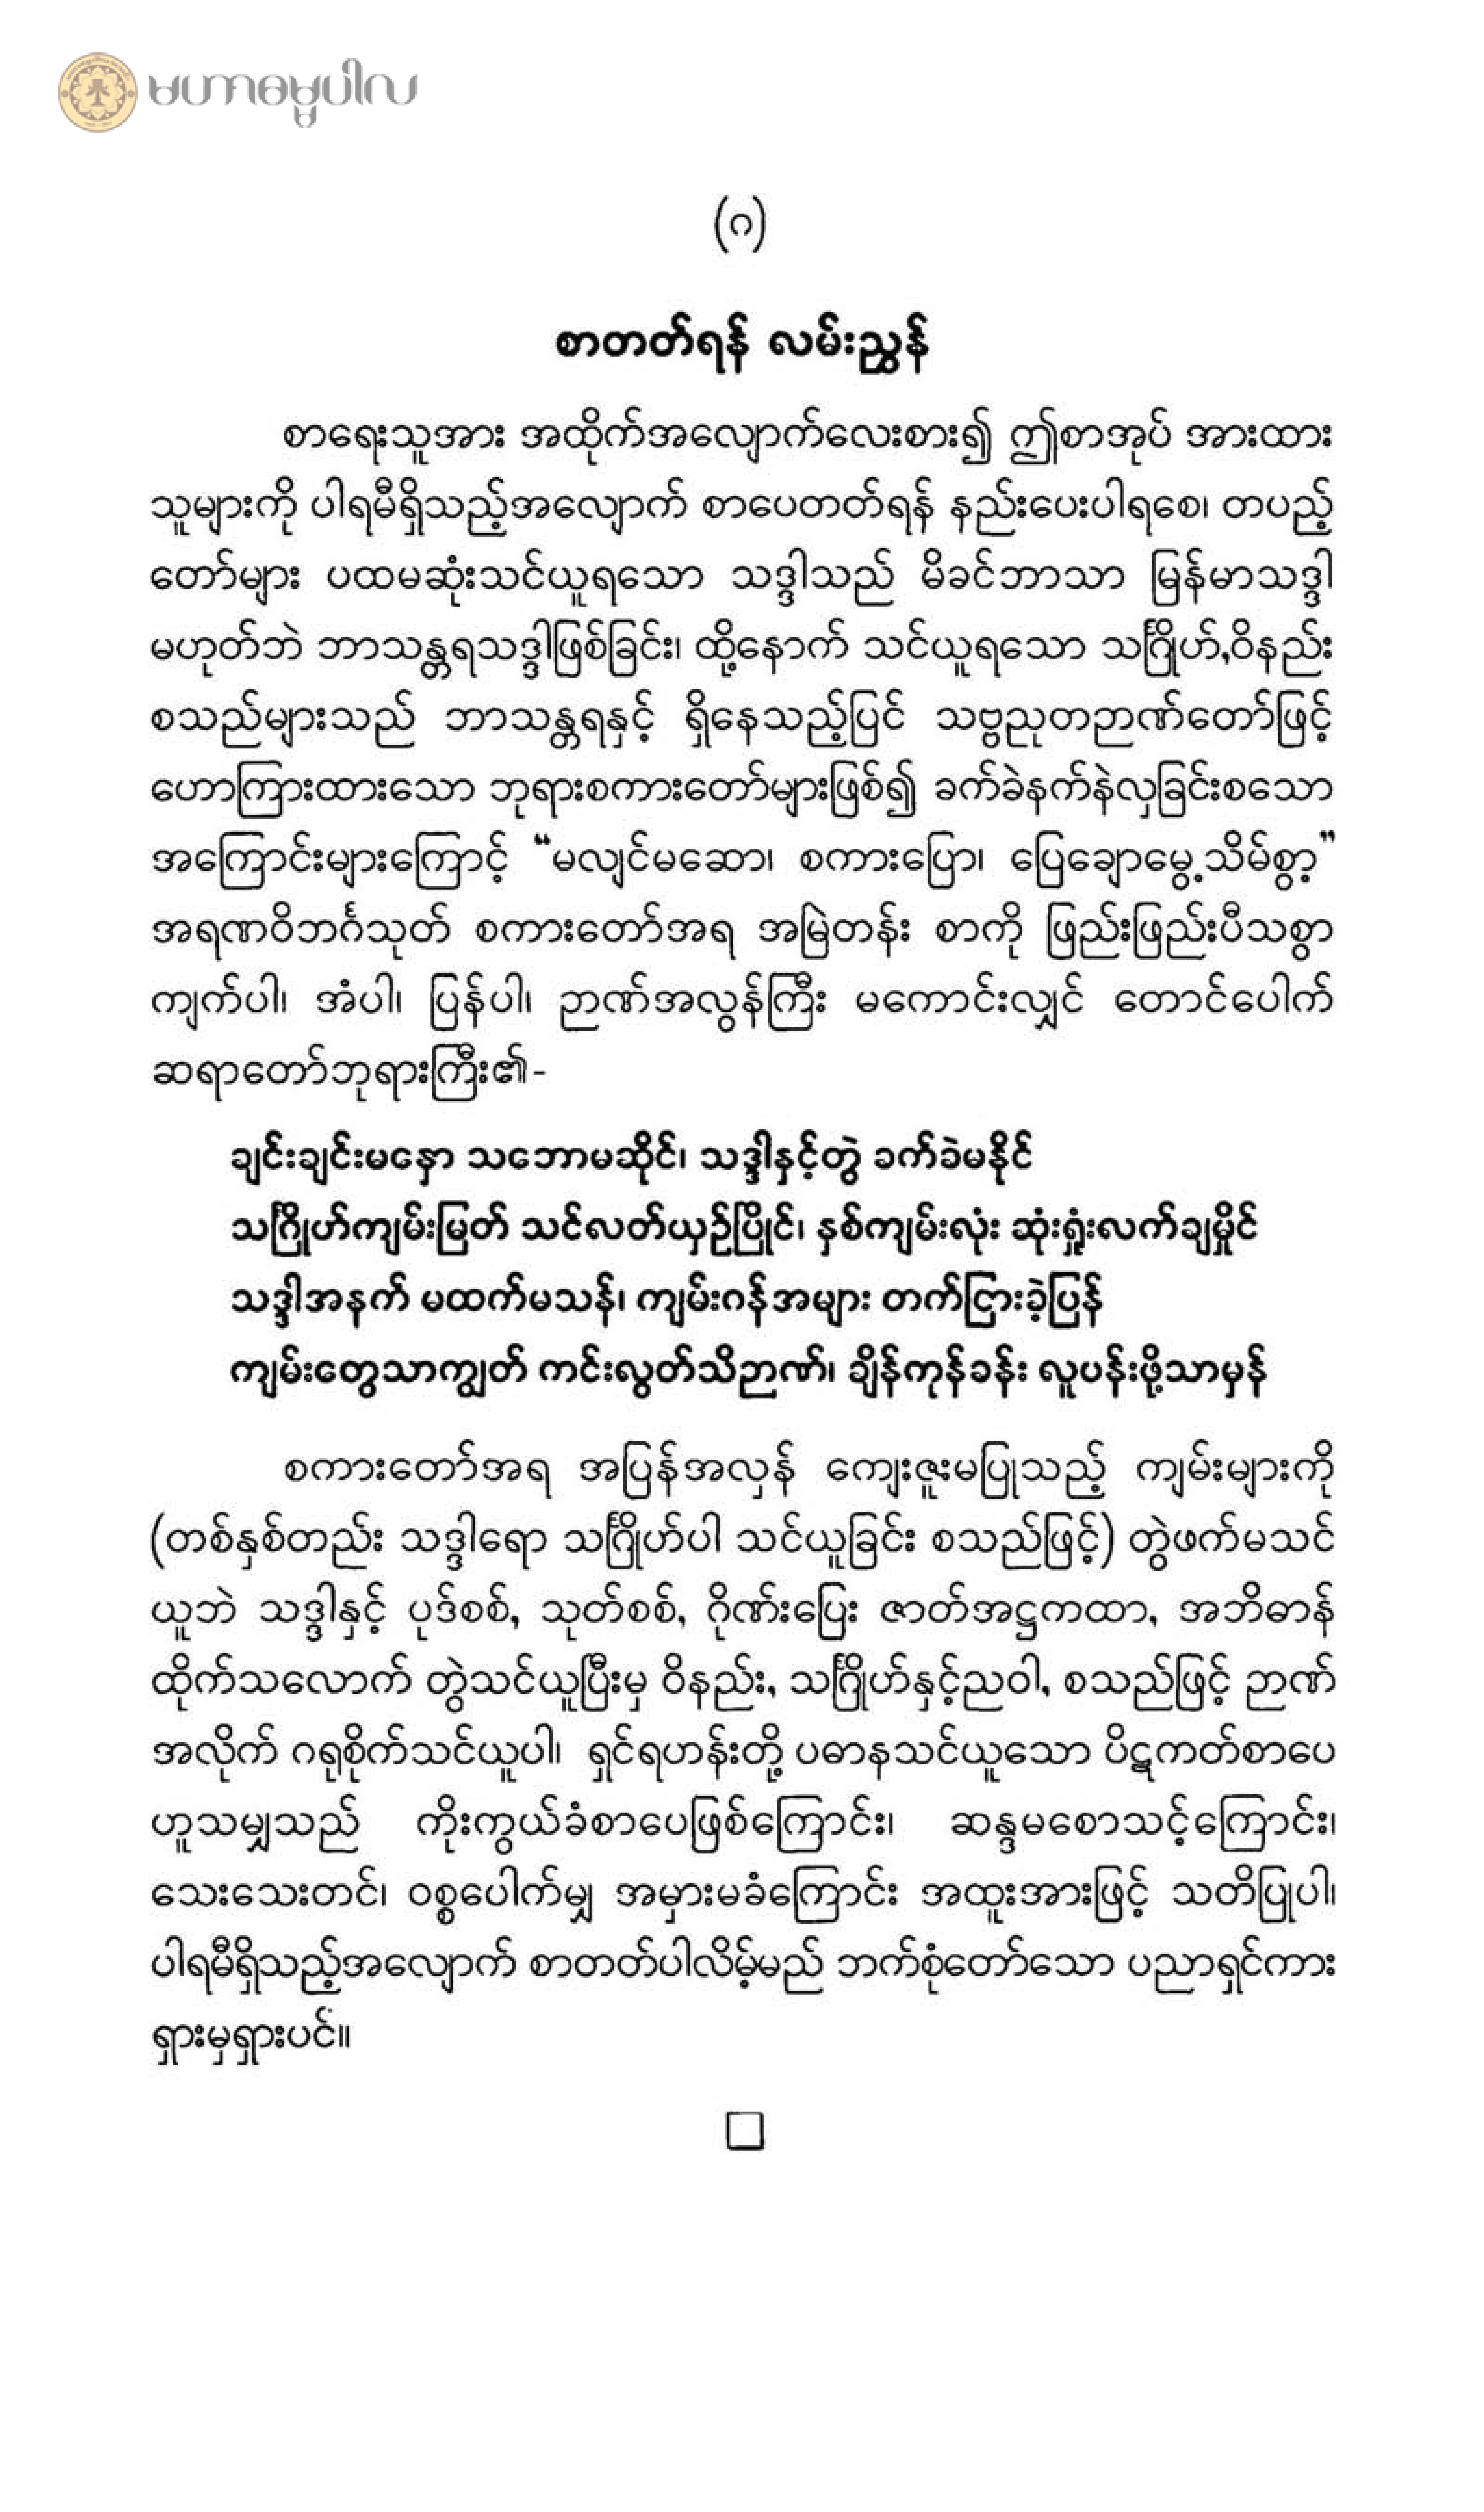 မဟာဓမ္မပါလ
(ဂ)
စာတတ်ရန် လမ်းညွှန်
စာရေးသူအား အထိုက်အလျောက်လေးစား၍ ဤစာအုပ် အားထား
သူများကို ပါရမီရှိသည့်အလျောက် စာပေတတ်ရန် နည်းပေးပါရစေ၊ တပည့်
တော်များ ပထမဆုံးသင်ယူရသော သဒ္ဒါသည် မိခင်ဘာသာ မြန်မာသဒ္ဒါ
မဟုတ်ဘဲ ဘာသန္တရသဒ္ဒါဖြစ်ခြင်း၊ ထို့နောက် သင်ယူရသော သင်္ဂြိုဟ်,ဝိနည်း
စသည်များသည် ဘာသန္တရနှင့် ရှိနေသည့်ပြင် သဗ္ဗညုတဉာဏ်တော်ဖြင့်
ဟောကြားထားသော ဘုရားစကားတော်များဖြစ်၍ ခက်ခဲနက်နဲလှခြင်းစသော
အကြောင်းများကြောင့် “မလျင်မဆော၊ စကားပြော၊ ပြေချောမွေ့သိမ်စွာ့”
အရဏဝိဘင်္ဂသုတ် စကားတော်အရ အမြဲတန်း စာကို ဖြည်းဖြည်းပီသစွာ
ကျက်ပါ၊ အံပါ၊ ပြန်ပါ၊ ဉာဏ်အလွန်ကြီး မကောင်းလျှင် တောင်ပေါက်
ဆရာတော်ဘုရားကြီး၏-
ချင်းချင်းမနှော သဘောမဆိုင်၊ သဒ္ဒါနှင့်တွဲ ခက်ခဲမနိုင်
သင်္ဂြိုဟ်ကျမ်းမြတ် သင်လတ်ယှဉ်ပြိုင်၊ နှစ်ကျမ်းလုံး ဆုံးရှုံးလက်ချမှိုင်
သဒ္ဒါအနက် မထက်မသန်၊ ကျမ်းဂန်အများ တက်ငြားခဲ့ပြန်
ကျမ်းတွေသာကျွတ် ကင်းလွတ်သိဉာဏ်၊ ချိန်ကုန်ခန်း လူပန်းဖို့သာမှန်
စကားတော်အရ အပြန်အလှန် ကျေးဇူးမပြုသည့် ကျမ်းများကို
(တစ်နှစ်တည်း သဒ္ဒါရော သင်္ဂြိုဟ်ပါ သင်ယူခြင်း စသည်ဖြင့်) တွဲဖက်မသင်
ယူဘဲ သဒ္ဒါနှင့် ပုဒ်စစ်, သုတ်စစ်, ဂိုဏ်းပြေး ဇာတ်အဋ္ဌကထာ, အဘိဓာန်
ထိုက်သလောက် တွဲသင်ယူပြီးမှ ဝိနည်း, သင်္ဂြိုဟ်နှင့်ညဝါ, စသည်ဖြင့် ဉာဏ်
အလိုက် ဂရုစိုက်သင်ယူပါ၊ ရှင်ရဟန်းတို့ ပဓာနသင်ယူသော ပိဋကတ်စာပေ
ဟူသမျှသည် ကိုးကွယ်ခံစာပေဖြစ်ကြောင်း၊ ဆန္ဒမစောသင့်ကြောင်း၊
သေးသေးတင်၊ ဝစ္စပေါက်မျှ အမှားမခံကြောင်း အထူးအားဖြင့် သတိပြုပါ၊
ပါရမီရှိသည့်အလျောက် စာတတ်ပါလိမ့်မည် ဘက်စုံတော်သော ပညာရှင်ကား
ရှားမှရှားပင်။